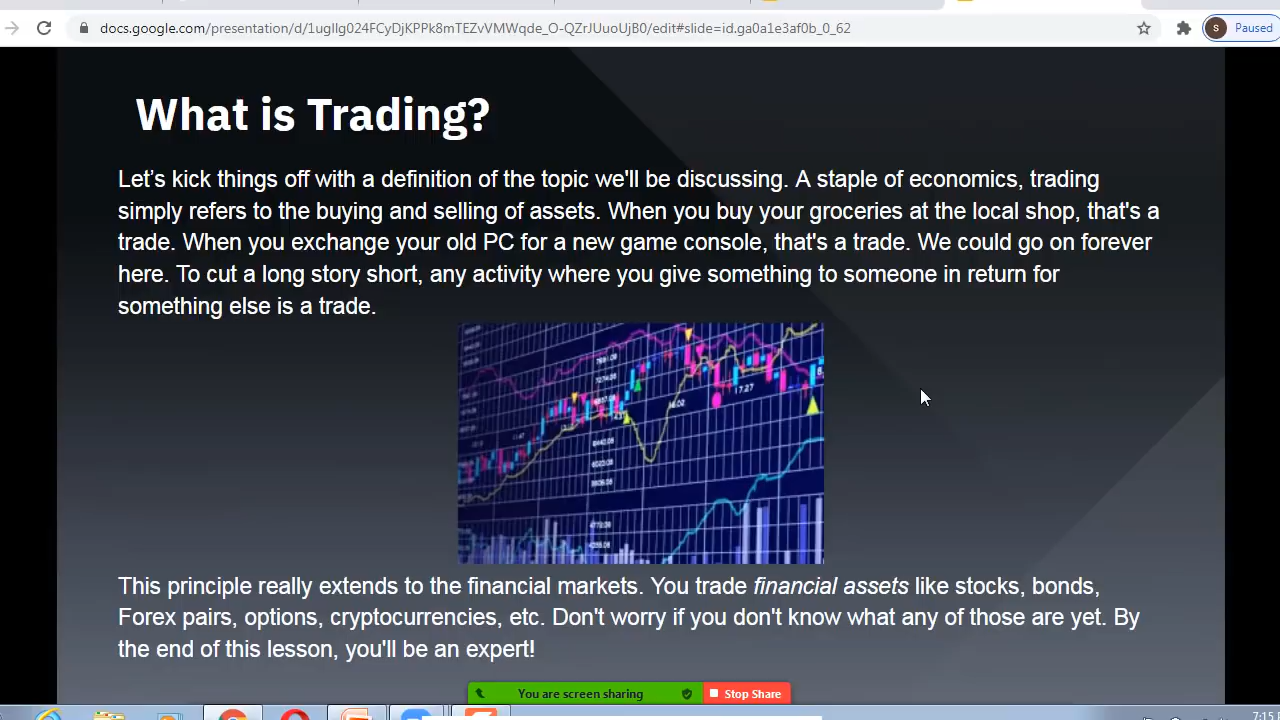 docs.google.com/presentation/d/1ugIlg024FCyDjKPPk8mTEZyVMWqde_O-QZrJUuoUjB0/edit#slide=id.ga0a1e3af0b_0_62
S
Paused
What is Trading?
Let's kick things off with a definition of the topic we'll be discussing. A staple of economics, trading
simply refers to the buying and selling of assets. When you buy your groceries at the local shop, that's a
trade. When you exchange your old PC for a new game console, that's a trade. We could go on forever
here. To cut a long story short, any activity where you give something to someone in return for
something else is a trade.
17.27
This principle really extends to the financial markets. You trade financial assets like stocks, bonds,
Forex pairs, options, cryptocurrencies, etc. Don't worry if you don't know what any of those are yet. By
the end of this lesson, you'll be an expert!
You are screen sharing
Stop Share
7:15